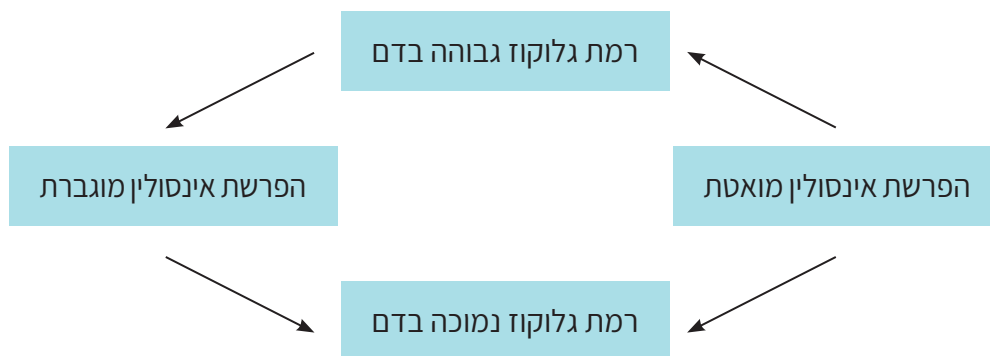 רמת גלוקוז גבוהה בדם
הפרשת אינסולין מואטת
הפרשת אינסולין מוגברת
רמת גלוקוז נמוכה בדם